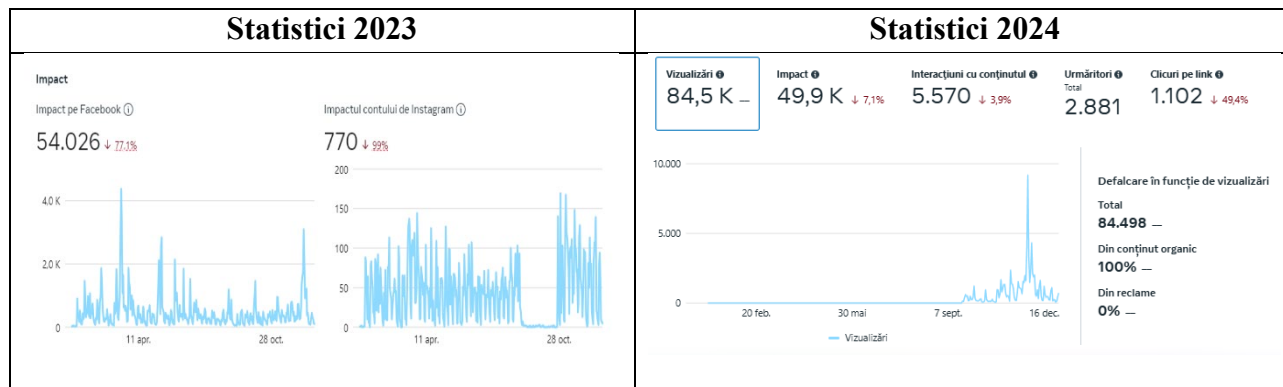 Statistici 2023
Statistici 2024
Impact
Impact pe Facebook
54.026 ↓ 77,1%
4.0 K
2.0 K
0
11 apr.
28 oct.
Impactul contului de Instagram
770 ↓ 99%
200
150
100
50
0
11 apr.
28 oct.
Vizualizări
84,5 K –
Impact
49,9 K ↓ 7,1%
Interacțiuni cu conținutul
5.570 ↓ 3,9%
Urmăritori
Total
2.881
Clicuri pe link
1.102 ↓ 49,4%
10.000
5.000
0
20 feb.
30 mai
7 sept.
16 dec.
Vizualizări
Defalcare în funcție de vizualizări
Total
84.498 –
Din conținut organic
100% –
Din reclame
0% –